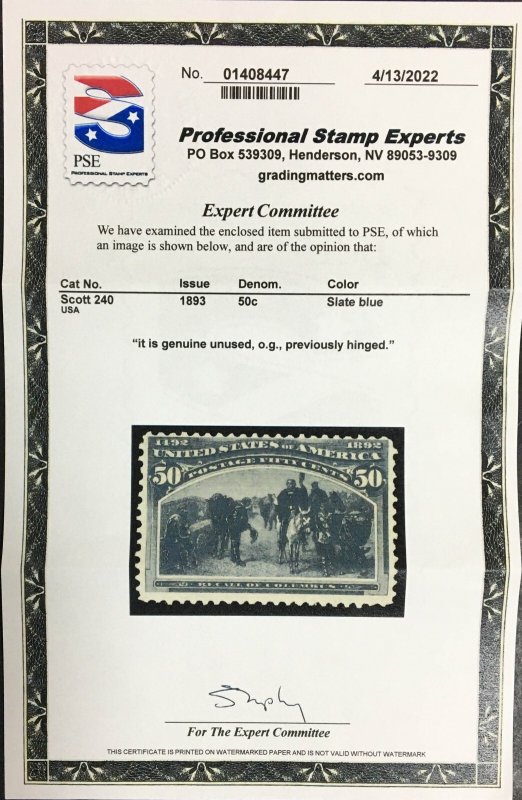 No. 01408447 4/13/2022
PSE
PROFESSIONAL STAMP EXPERTS
Professional Stamp Experts
PO Box 539309, Henderson, NV 89053-9309
gradingmatters.com
Expert Committee
We have examined the enclosed item submitted to PSE, of which
an image is shown below, and are of the opinion that:
Cat No. Issue Denom. Color
Scott 240 1893 50c Slate blue
USA
“it is genuine unused, o.g., previously hinged.”
1492 1892
UNITED STATES OF AMERICA
50 POSTAGE FIFTY CENTS 50
RECALL OF COLUMBUS
For The Expert Committee
THIS CERTIFICATE IS PRINTED ON WATERMARKED PAPER AND IS NOT VALID WITHOUT WATERMARK